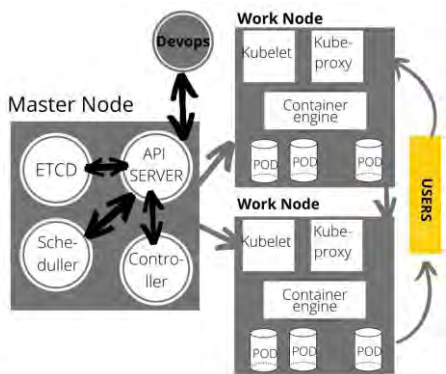 Devops
Master Node
ETCD
API
SERVER
Sche-
duller
Contro-
ller
Work Node
Kubelet
Kube-
proxy
Container
engine
POD
POD
POD
Work Node
Kubelet
Kube-
proxy
Container
engine
POD
POD
POD
USERS